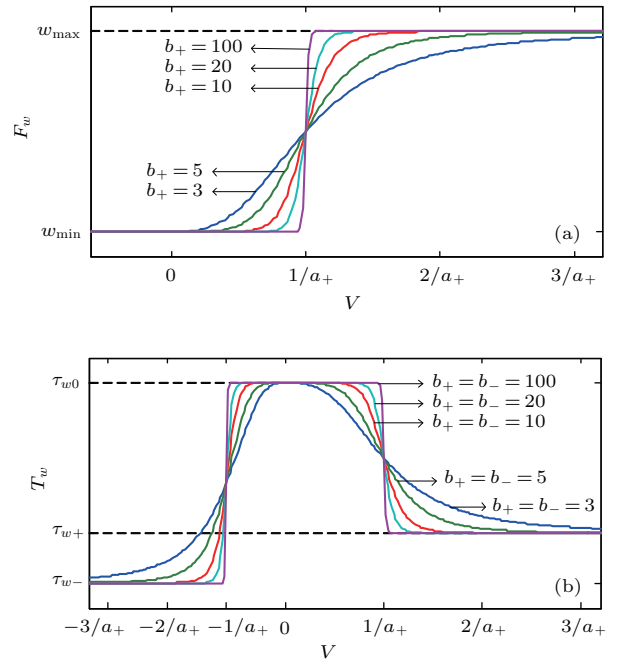 w_max
b_+ = 100
b_+ = 20
b_+ = 10
F_w
b_+ = 5
b_+ = 3
w_min
(a)
0 1/a_+ 2/a_+ 3/a_+
V
τ_w0
b_+ = b_- = 100
b_+ = b_- = 20
b_+ = b_- = 10
T_w
b_+ = b_- = 5
b_+ = b_- = 3
τ_w+
τ_w-
(b)
-3/a_+ -2/a_+ -1/a_+ 0 1/a_+ 2/a_+ 3/a_+
V